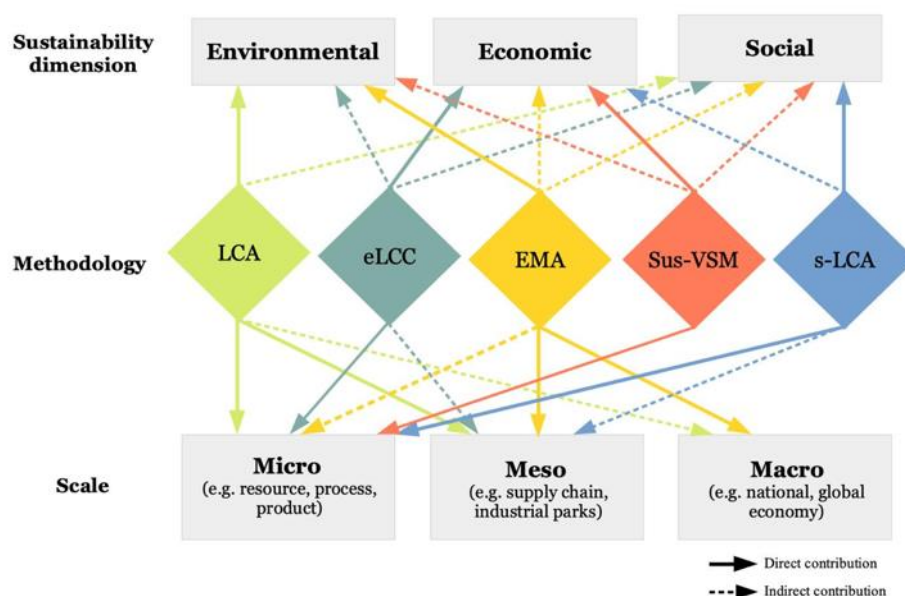 Sustainability
dimension
Environmental
Economic
Social
Methodology
LCA
eLCC
EMA
Sus-VSM
s-LCA
Scale
Micro
(e.g. resource, process,
product)
Meso
(e.g. supply chain,
industrial parks)
Macro
(e.g. national, global
economy)
Direct contribution
Indirect contribution